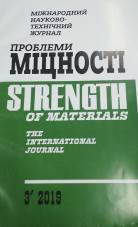 МІЖНАРОДНИЙ
НАУКОВО-
ТЕХНІЧНИЙ
ЖУРНАЛ
ПРОБЛЕМИ
МІЦНОСТІ
STRENGTH
OF MATERIALS
THE
INTERNATIONAL
JOURNAL
3' 2019